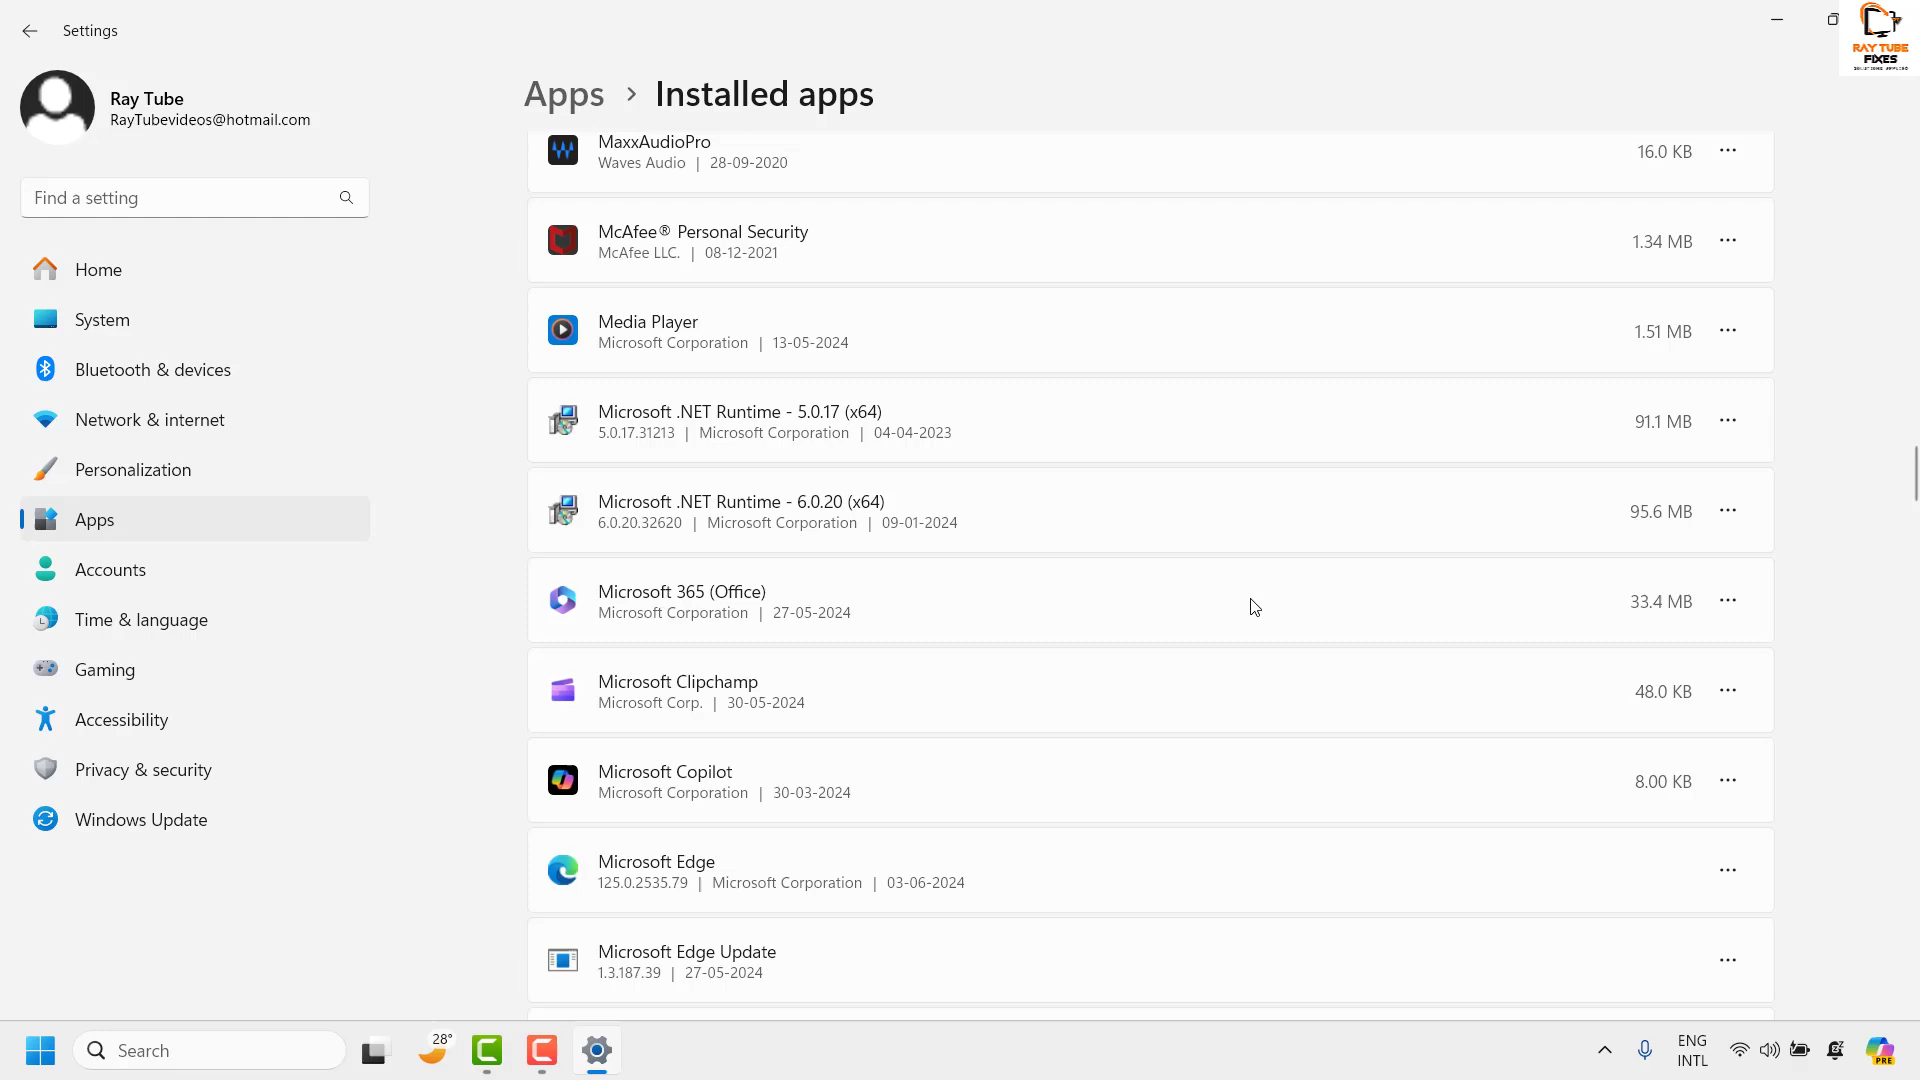 Settings
RAY TUBE
FIXES
SOLUTIONS APPLIED
Ray Tube
RayTubevideos@hotmail.com
Find a setting
Home
System
Bluetooth & devices
Network & internet
Personalization
Apps
Accounts
Time & language
Gaming
Accessibility
Privacy & security
Windows Update
Apps > Installed apps
MaxxAudioPro
Waves Audio | 28-09-2020
16.0 KB
McAfee® Personal Security
McAfee LLC. | 08-12-2021
1.34 MB
Media Player
Microsoft Corporation | 13-05-2024
1.51 MB
Microsoft .NET Runtime - 5.0.17 (x64)
5.0.17.31213 | Microsoft Corporation | 04-04-2023
91.1 MB
Microsoft .NET Runtime - 6.0.20 (x64)
6.0.20.32620 | Microsoft Corporation | 09-01-2024
95.6 MB
Microsoft 365 (Office)
Microsoft Corporation | 27-05-2024
33.4 MB
Microsoft Clipchamp
Microsoft Corp. | 30-05-2024
48.0 KB
Microsoft Copilot
Microsoft Corporation | 30-03-2024
8.00 KB
Microsoft Edge
125.0.2535.79 | Microsoft Corporation | 03-06-2024
Microsoft Edge Update
1.3.187.39 | 27-05-2024
Search
28°
ENG
INTL
PRE